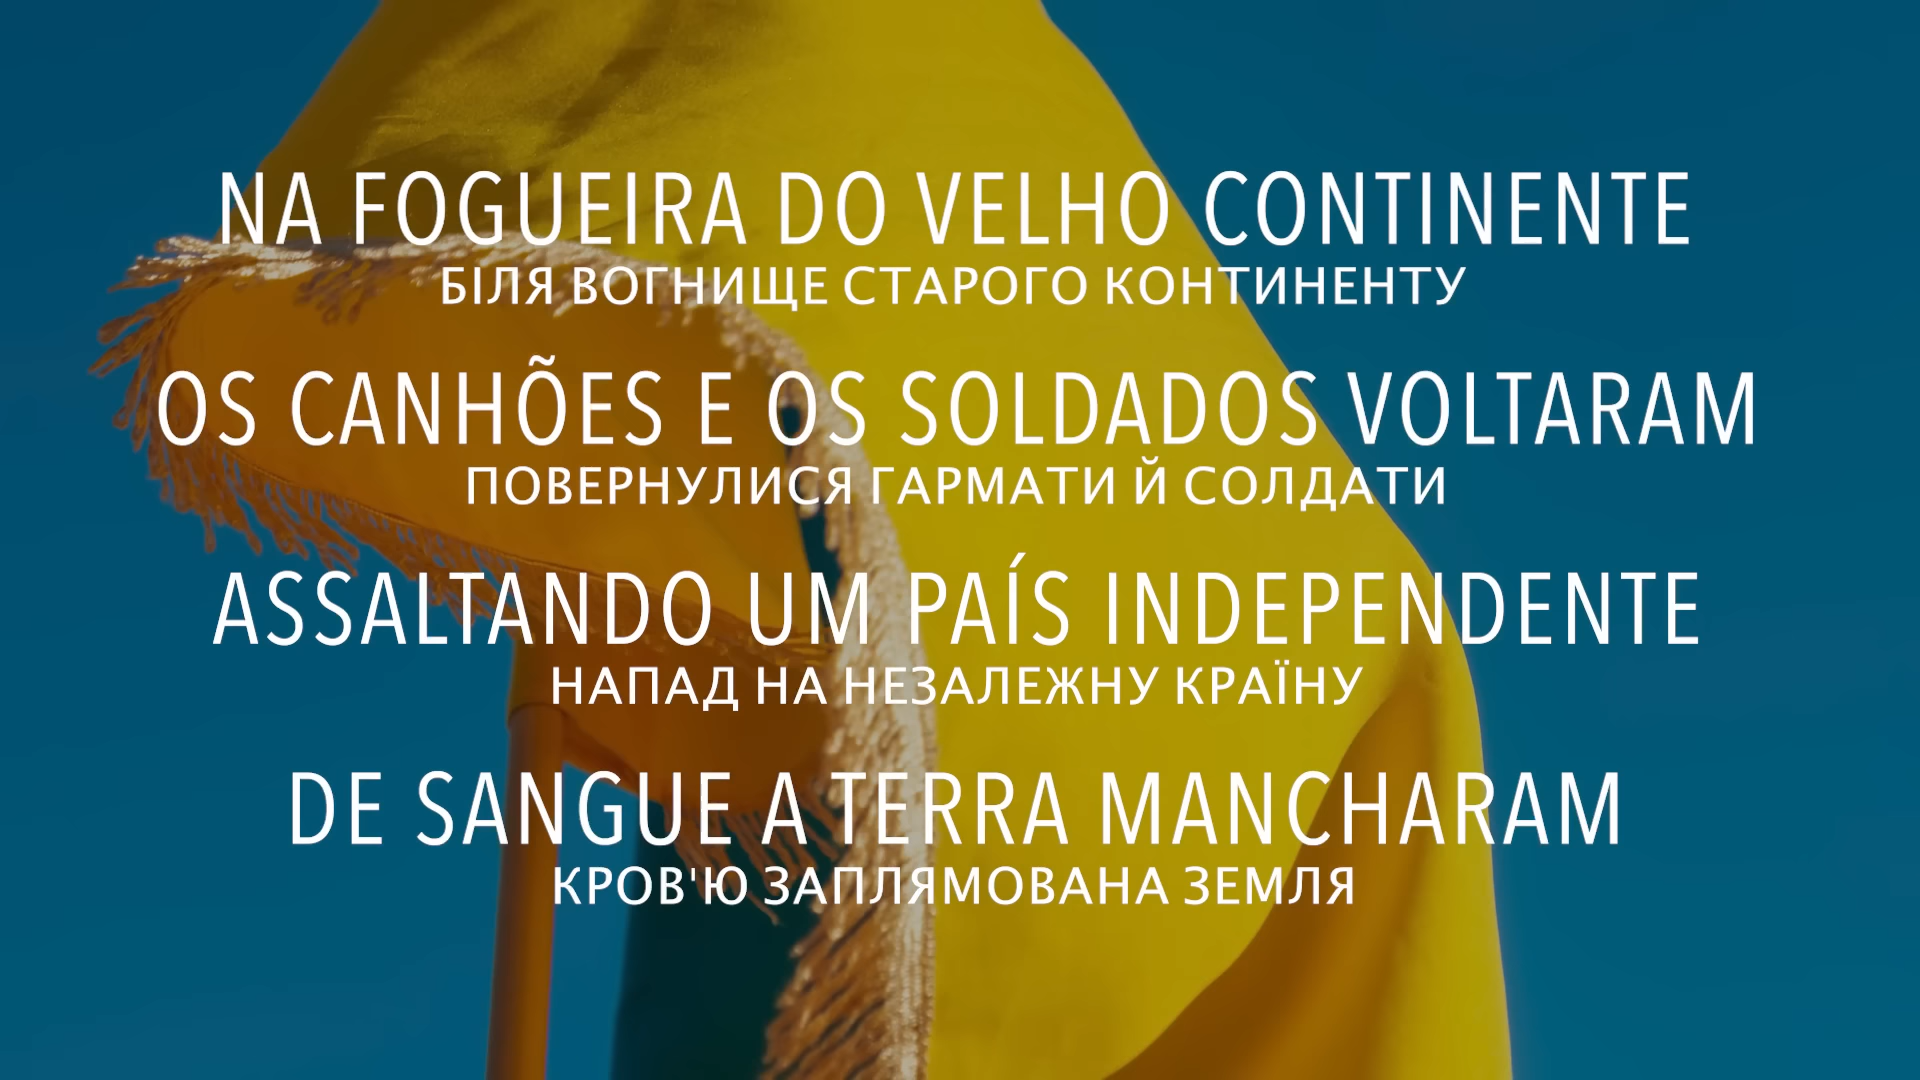 NA FOGUEIRA DO VELHO CONTINENTE
БІЛЯ ВОГНИЩЕ СТАРОГО КОНТИНЕНТУ
OS CANHÕES E OS SOLDADOS VOLTARAM
ПОВЕРНУЛИСЯ ГАРМАТИ Й СОЛДАТИ
ASSALTANDO UM PAÍS INDEPENDENTE
НАПАД НА НЕЗАЛЕЖНУ КРАЇНУ
DE SANGUE A TERRA MANCHARAM
КРОВ'Ю ЗАПЛЯМОВАНА ЗЕМЛЯ